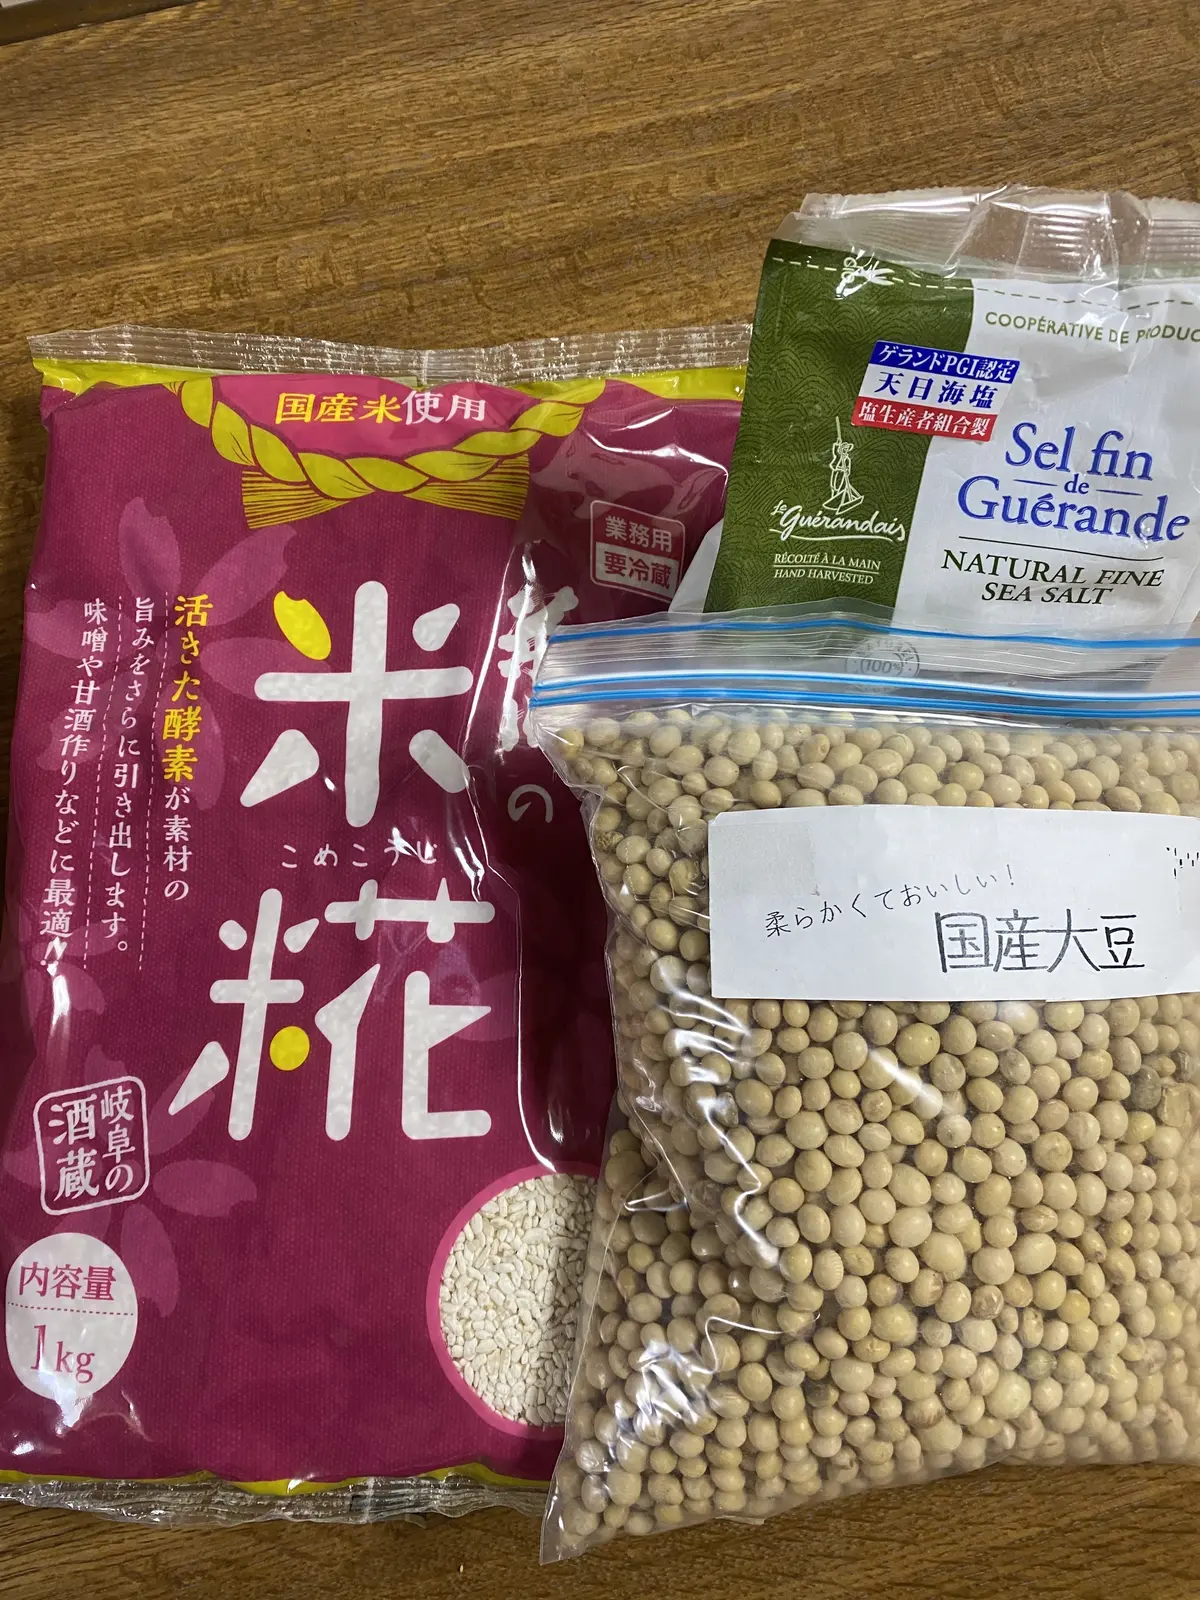 国産米使用
業務用
要冷蔵
の
米糀
こめこうじ
活きた酵素が素材の
旨みをさらに引き出します。
味噌や甘酒作りなどに最適!
岐阜の
酒蔵
内容量
1kg
COOPÉRATIVE DE
ゲランドPGI認定
天日海塩
塩生産者組合製
Sel fin
de
Guérande
NATURAL FINE
SEA SALT
Le Guérandais
RÉCOLTÉ À LA MAIN
HAND HARVESTED
100%
柔らかくておいしい!
国産大豆